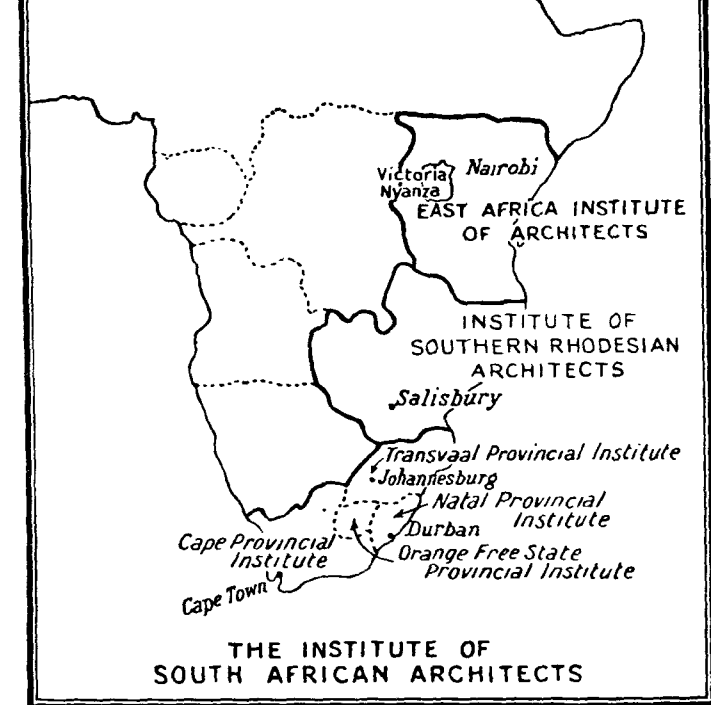 Victoria
Nyanza
Nairobi
EAST AFRICA INSTITUTE
OF ARCHITECTS
INSTITUTE OF
SOUTHERN RHODESIAN
ARCHITECTS
Salisbury
Transvaal Provincial Institute
Johannesburg
Natal Provincial
Institute
Durban
Cape Provincial
Institute
Orange Free State
Provincial Institute
Cape Town
THE INSTITUTE OF
SOUTH AFRICAN ARCHITECTS